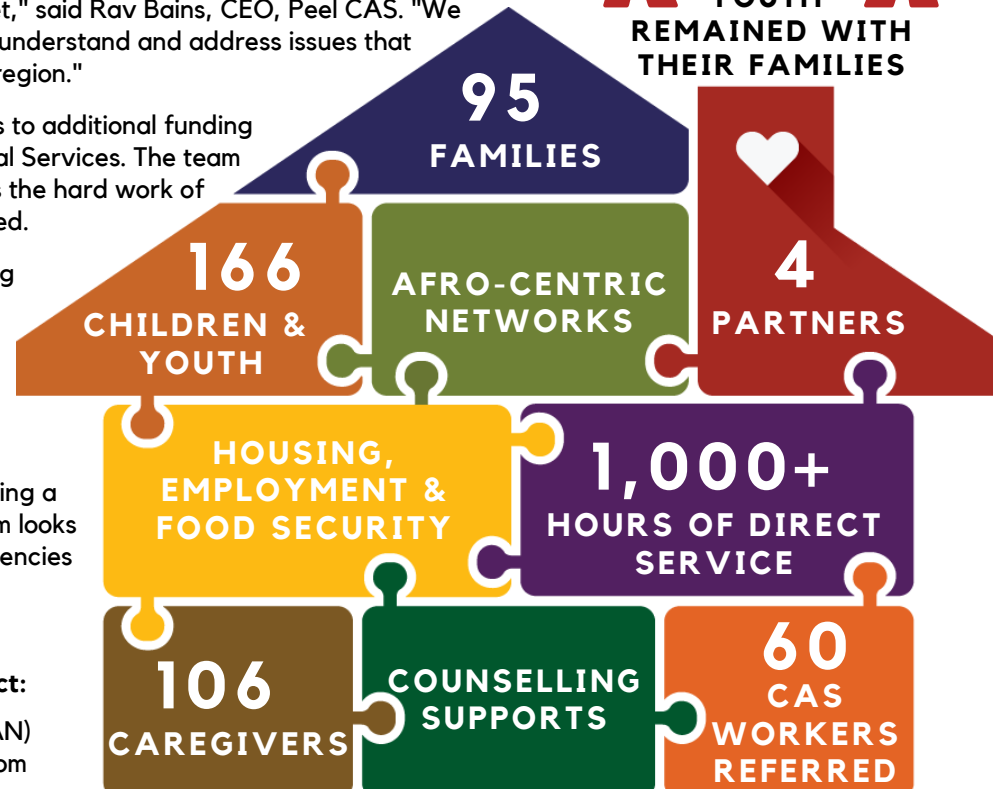 et," said Rav Bains, CEO, Peel CAS. "We
understand and address issues that
region."
s to additional funding
al Services. The team
s the hard work of
ed.
g
ing a
m looks
encies
ct:
AN)
om
YOUTH
REMAINED WITH
THEIR FAMILIES
95
FAMILIES
166
CHILDREN &
YOUTH
AFRO-CENTRIC
NETWORKS
4
PARTNERS
HOUSING,
EMPLOYMENT &
FOOD SECURITY
1,000+
HOURS OF DIRECT
SERVICE
106
CAREGIVERS
COUNSELLING
SUPPORTS
60
CAS
WORKERS
REFERRED